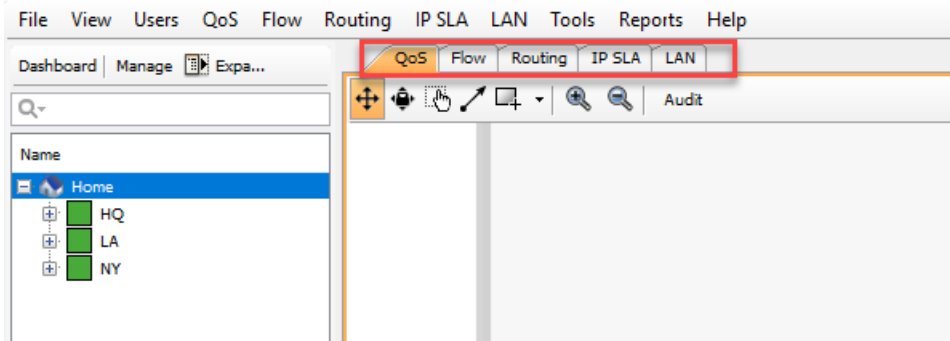 File View Users QoS Flow Routing IP SLA LAN Tools Reports Help
Dashboard Manage Expa...
QoS Flow Routing IP SLA LAN
Audit
Name
Home
HQ
LA
NY